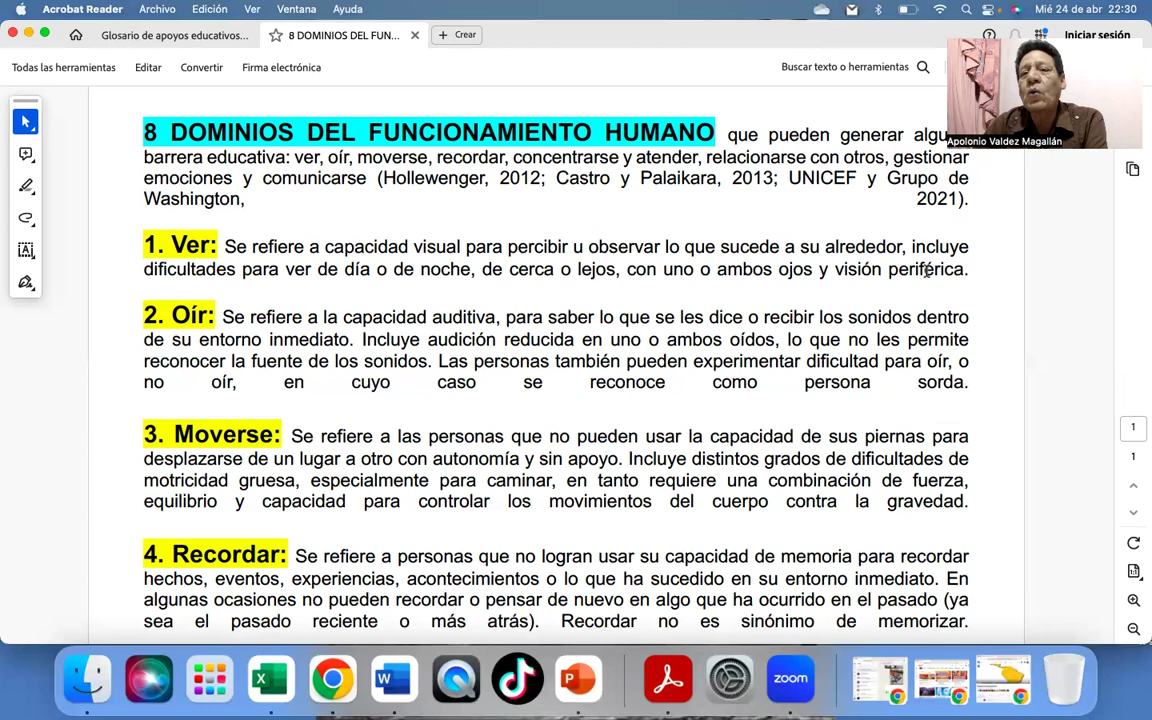 Acrobat Reader Archivo Edición Ver Ventana Ayuda Mié 24 de abr 22:30
Glosario de apoyos educativos... 8 DOMINIOS DEL FUN... Crear Iniciar sesión
Todas las herramientas Editar Convertir Firma electrónica Buscar texto o herramientas
Apolonio Valdez Magallán
8 DOMINIOS DEL FUNCIONAMIENTO HUMANO que pueden generar
barrera educativa: ver, oír, moverse, recordar, concentrarse y atender, relacionarse con otros, gestionar
emociones y comunicarse (Hollewenger, 2012; Castro y Palaikara, 2013; UNICEF y Grupo de
Washington, 2021).
1. Ver: Se refiere a capacidad visual para percibir u observar lo que sucede a su alrededor, incluye
dificultades para ver de día o de noche, de cerca o lejos, con uno o ambos ojos y visión periférica.
2. Oír: Se refiere a la capacidad auditiva, para saber lo que se les dice o recibir los sonidos dentro
de su entorno inmediato. Incluye audición reducida en uno o ambos oídos, lo que no les permite
reconocer la fuente de los sonidos. Las personas también pueden experimentar dificultad para oír, o
no oír, en cuyo caso se reconoce como persona sorda.
3. Moverse: Se refiere a las personas que no pueden usar la capacidad de sus piernas para
desplazarse de un lugar a otro con autonomía y sin apoyo. Incluye distintos grados de dificultades de
motricidad gruesa, especialmente para caminar, en tanto requiere una combinación de fuerza,
equilibrio y capacidad para controlar los movimientos del cuerpo contra la gravedad.
4. Recordar: Se refiere a personas que no logran usar su capacidad de memoria para recordar
hechos, eventos, experiencias, acontecimientos o lo que ha sucedido en su entorno inmediato. En
algunas ocasiones no pueden recordar o pensar de nuevo en algo que ha ocurrido en el pasado (ya
sea el pasado reciente o más atrás). Recordar no es sinónimo de memorizar.
1
1
zoom